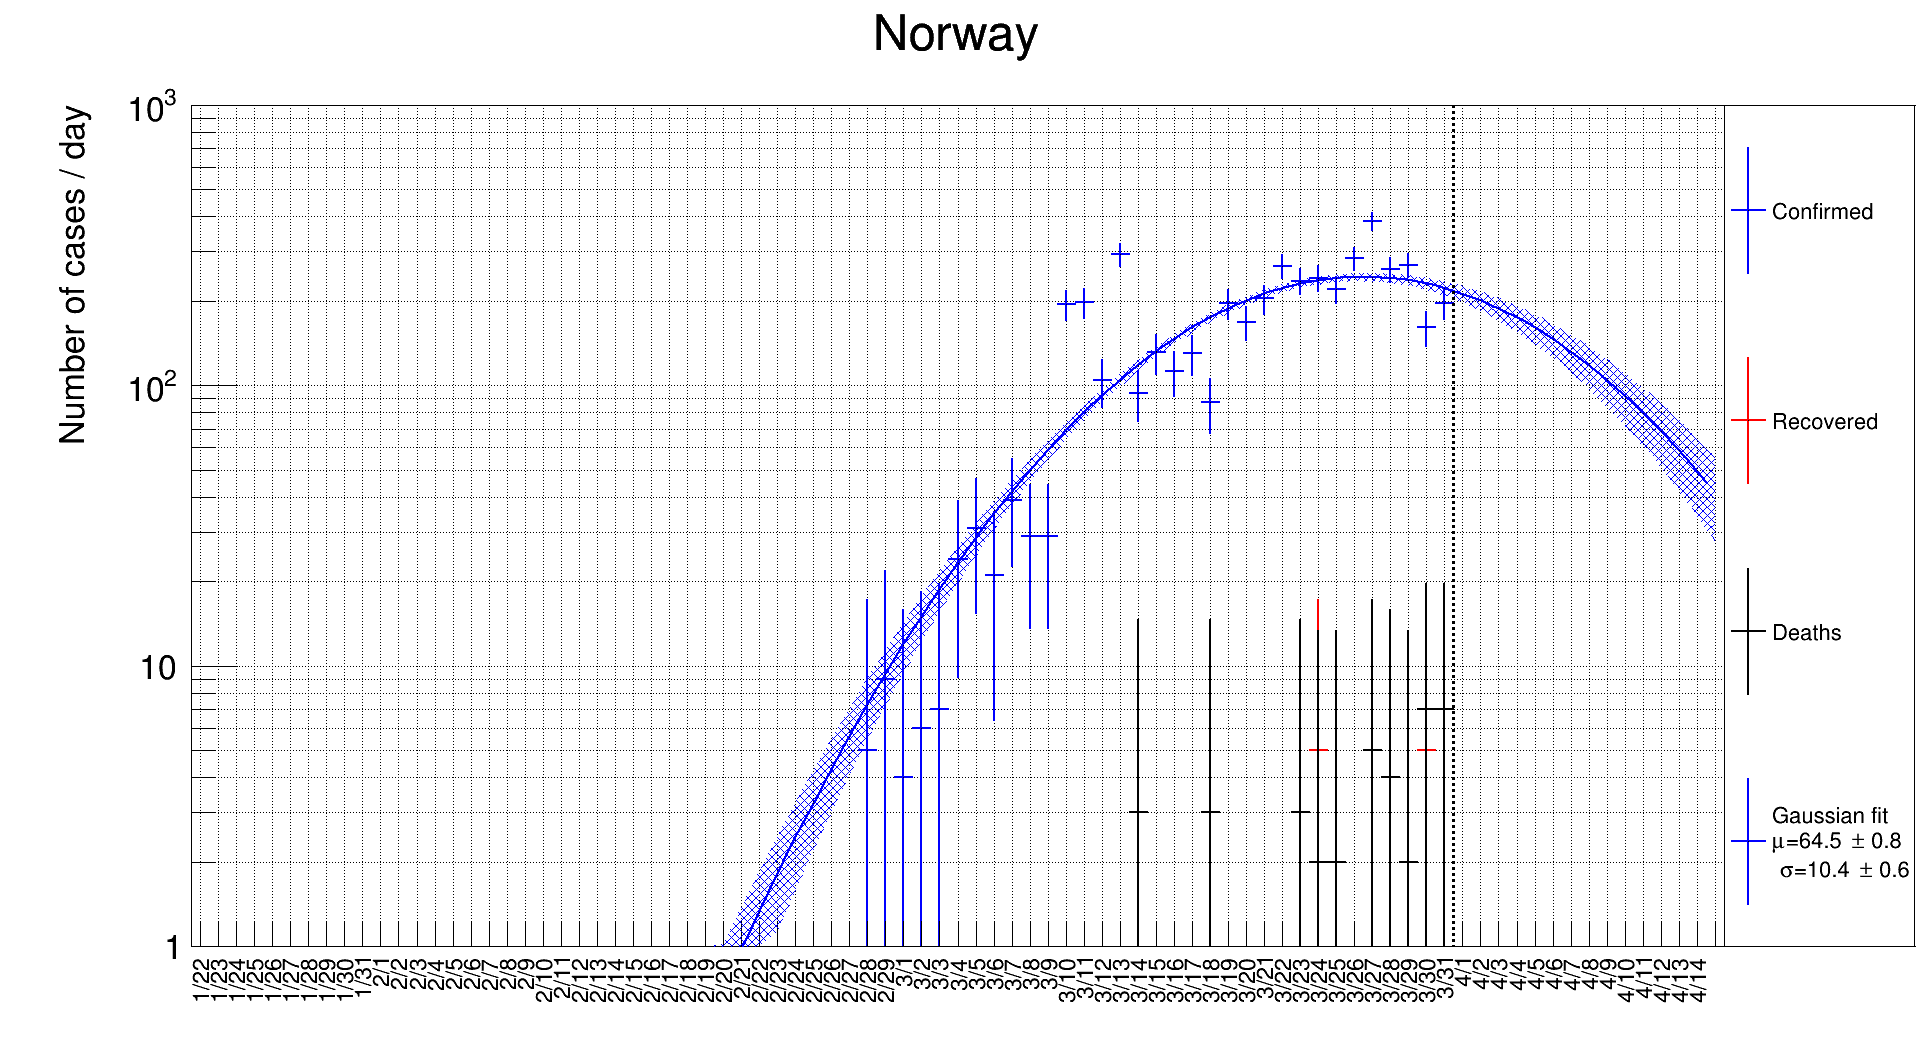 Norway
Number of cases / day
10³
10²
10
1
1/22 1/23 1/24 1/25 1/26 1/27 1/28 1/29 1/30 1/31 2/1 2/2 2/3 2/4 2/5 2/6 2/7 2/8 2/9 2/10 2/11 2/12 2/13 2/14 2/15 2/16 2/17 2/18 2/19 2/20 2/21 2/22 2/23 2/24 2/25 2/26 2/27 2/28 2/29 3/1 3/2 3/3 3/4 3/5 3/6 3/7 3/8 3/9 3/10 3/11 3/12 3/13 3/14 3/15 3/16 3/17 3/18 3/19 3/20 3/21 3/22 3/23 3/24 3/25 3/26 3/27 3/28 3/29 3/30 3/31 4/1 4/2 4/3 4/4 4/5 4/6 4/7 4/8 4/9 4/10 4/11 4/12 4/13 4/14
Confirmed
Recovered
Deaths
Gaussian fit
μ=64.5 ± 0.8
σ=10.4 ± 0.6